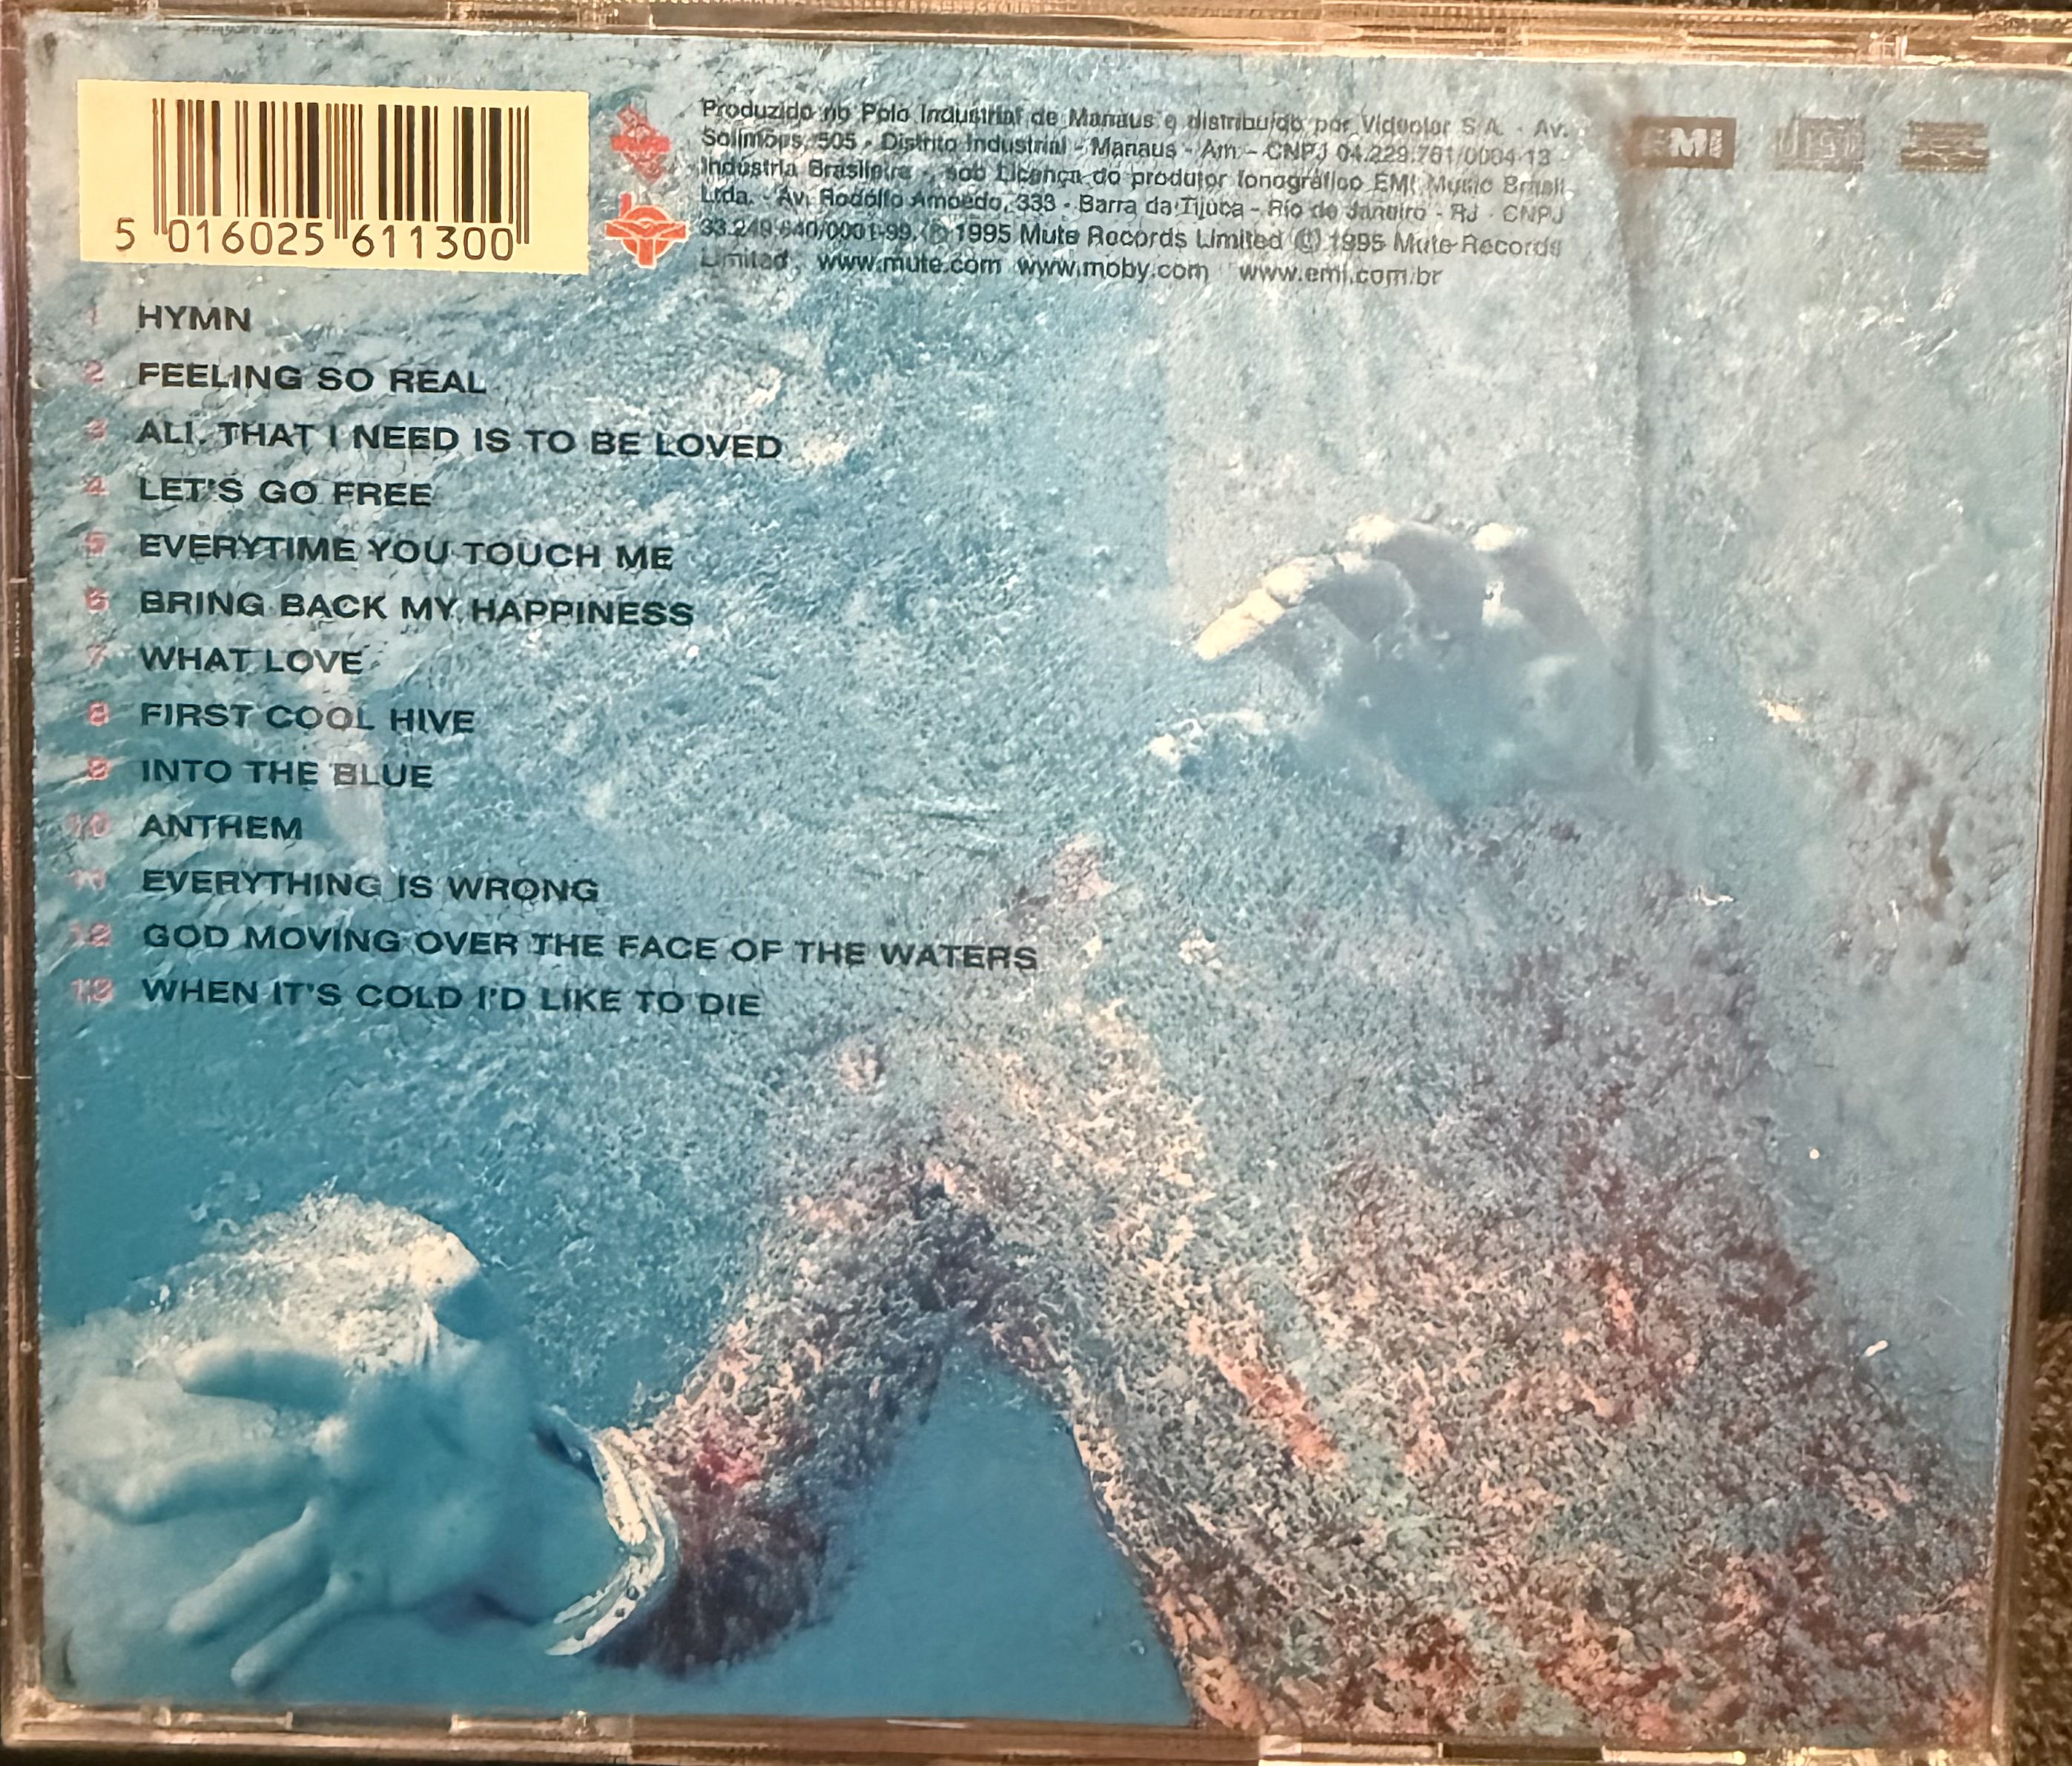 5 016025 611300
Produzido no Polo Industrial de Manaus e distribuído por Videolar S.A. - Av.
Solimões, 505 - Distrito Industrial - Manaus - Am - CNPJ 04.229.761/0004-13
Indústria Brasileira - sob Licença do produtor fonográfico EMI Music Brasil
Ltda. - Av. Rodolfo Amoedo, 333 - Barra da Tijuca - Rio de Janeiro - RJ - CNPJ
33.249.640/0001-99. ℗ 1995 Mute Records Limited © 1995 Mute Records
Limited. www.mute.com www.moby.com www.emi.com.br
EMI
1 HYMN
2 FEELING SO REAL
3 ALL THAT I NEED IS TO BE LOVED
4 LET'S GO FREE
5 EVERYTIME YOU TOUCH ME
6 BRING BACK MY HAPPINESS
7 WHAT LOVE
8 FIRST COOL HIVE
9 INTO THE BLUE
10 ANTHEM
11 EVERYTHING IS WRONG
12 GOD MOVING OVER THE FACE OF THE WATERS
13 WHEN IT'S COLD I'D LIKE TO DIE